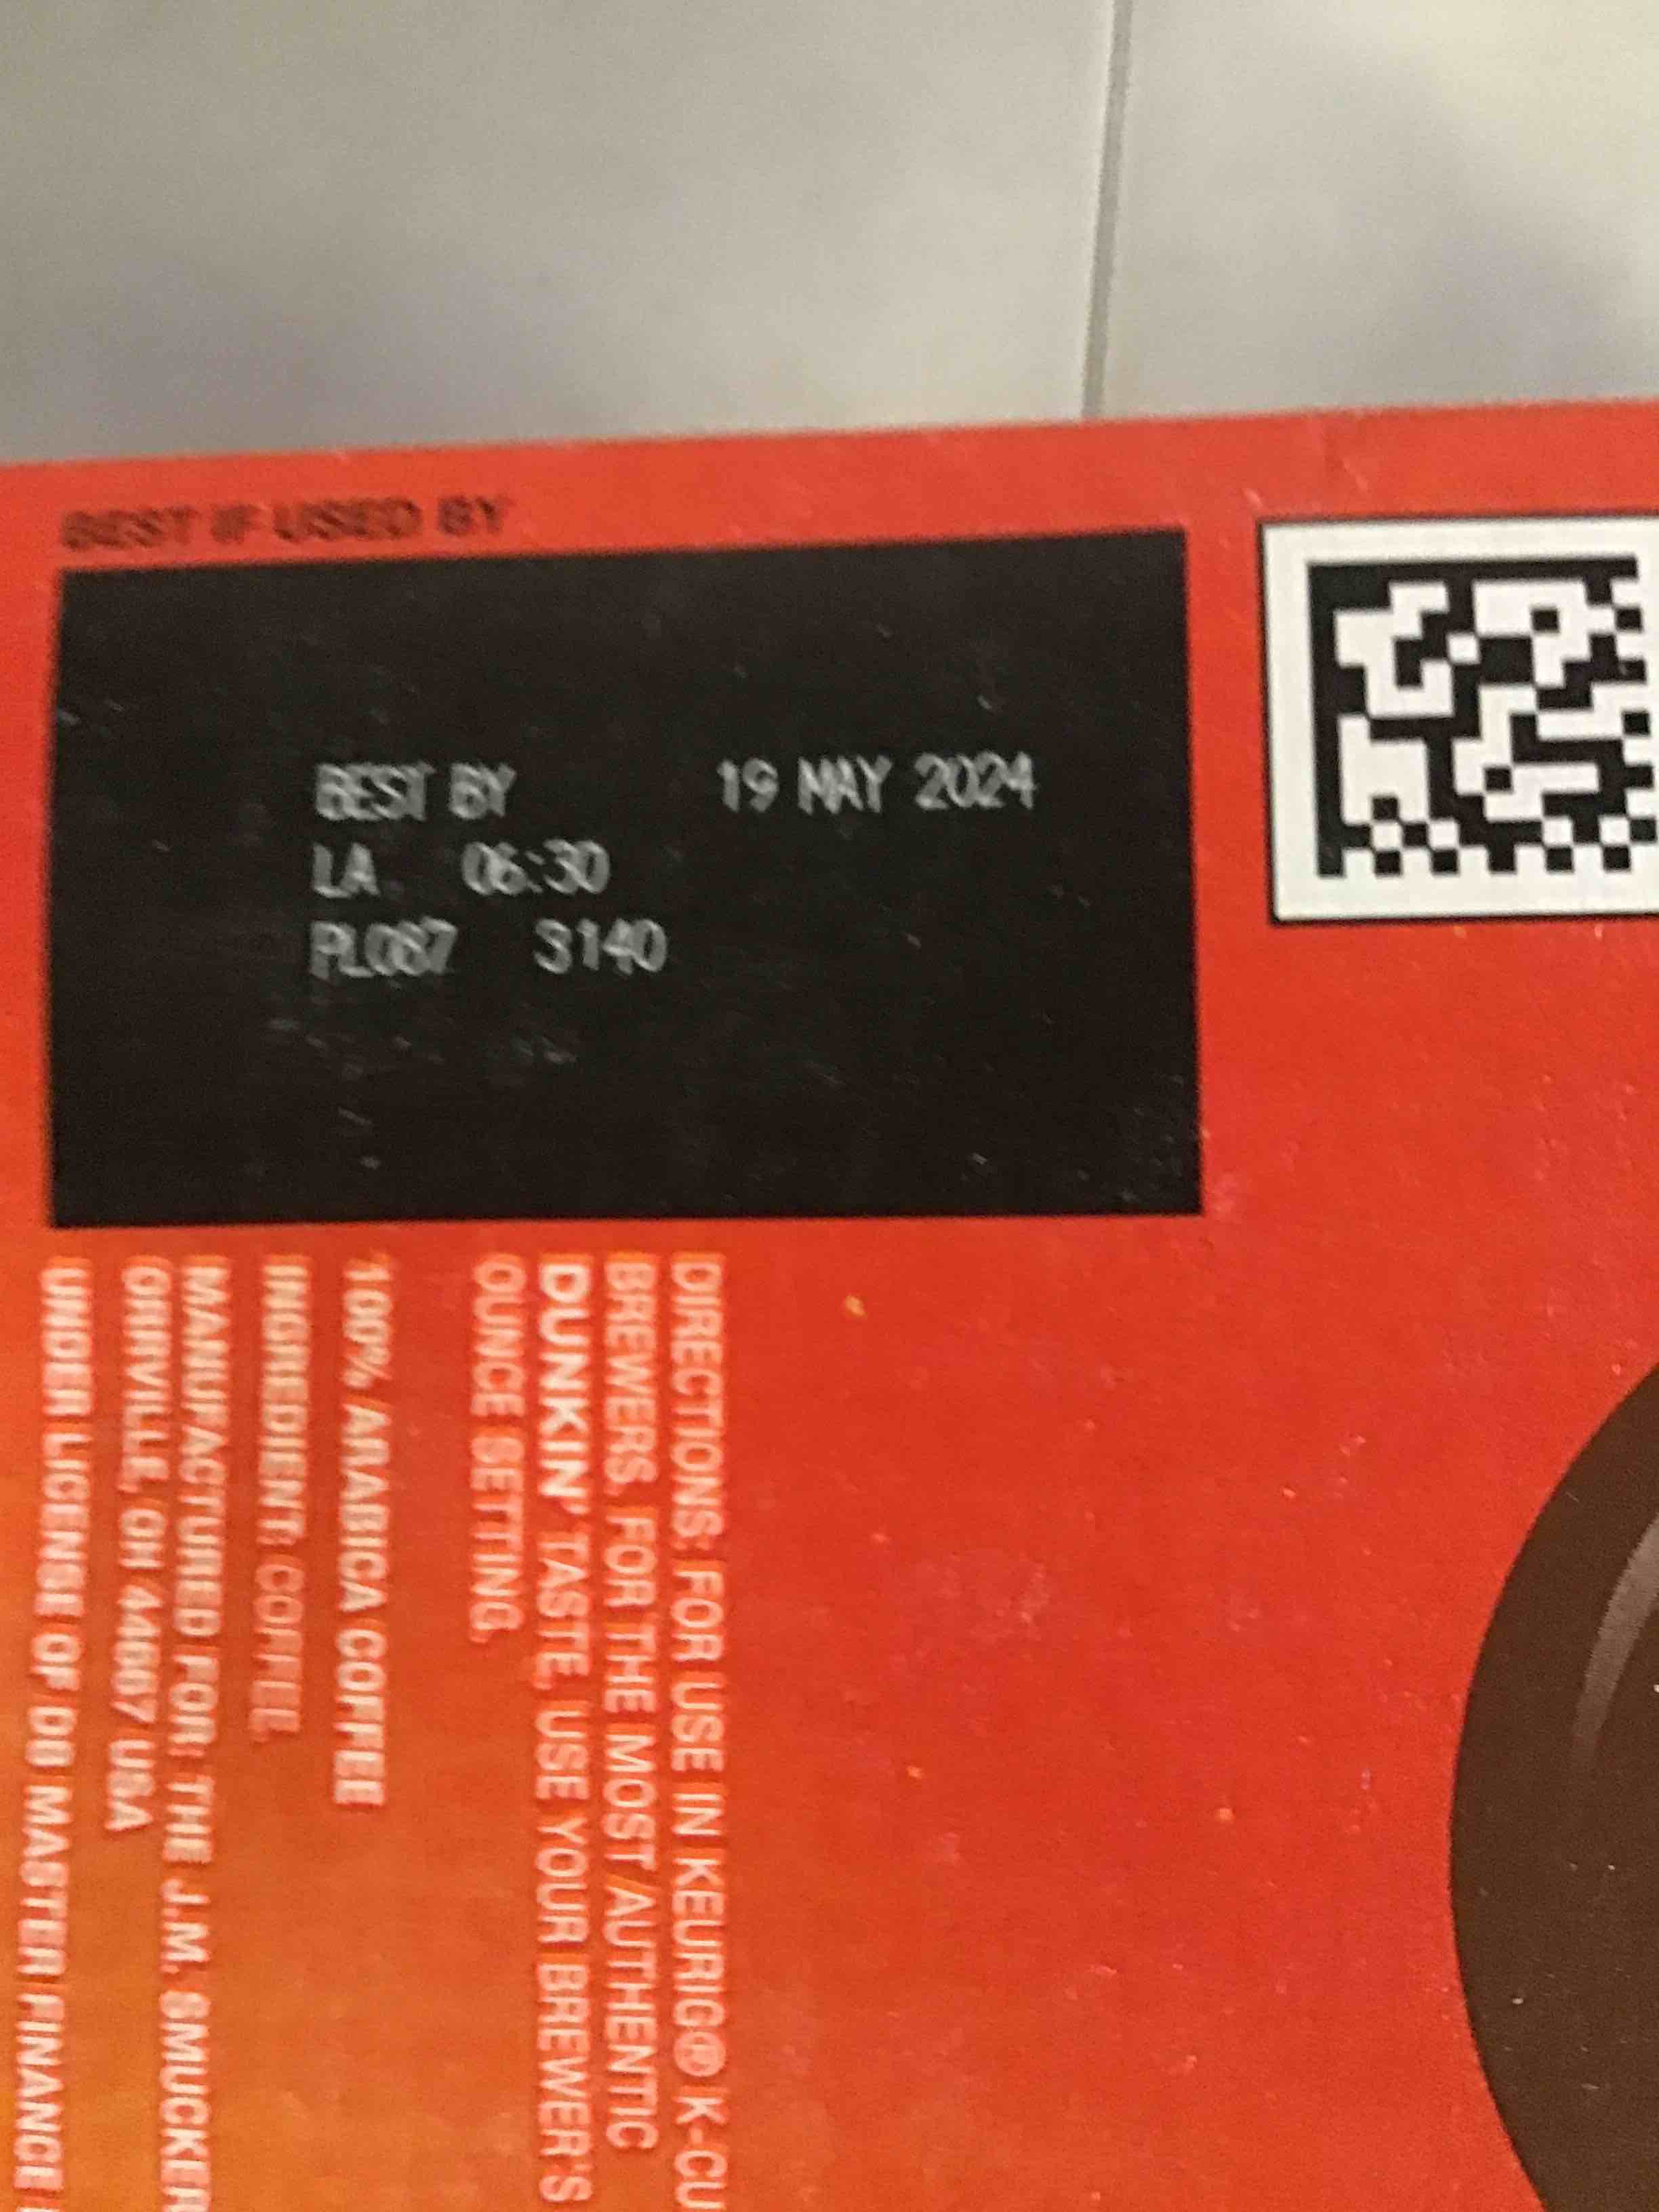 BEST IF USED BY
BEST BY 19 MAY 2024
LA 06:30
PL087 3140
DIRECTIONS: FOR USE IN KEURIG® K-CU
BREWERS. FOR THE MOST AUTHENTIC
DUNKIN' TASTE, USE YOUR BREWER'S
OUNCE SETTING.
100% ARABICA COFFEE
INGREDIENT: COFFEE.
MANUFACTURED FOR: THE J.M. SMUCKER
ORRVILLE, OH 44667 USA
UNDER LICENSE OF DB MASTER FINANCE